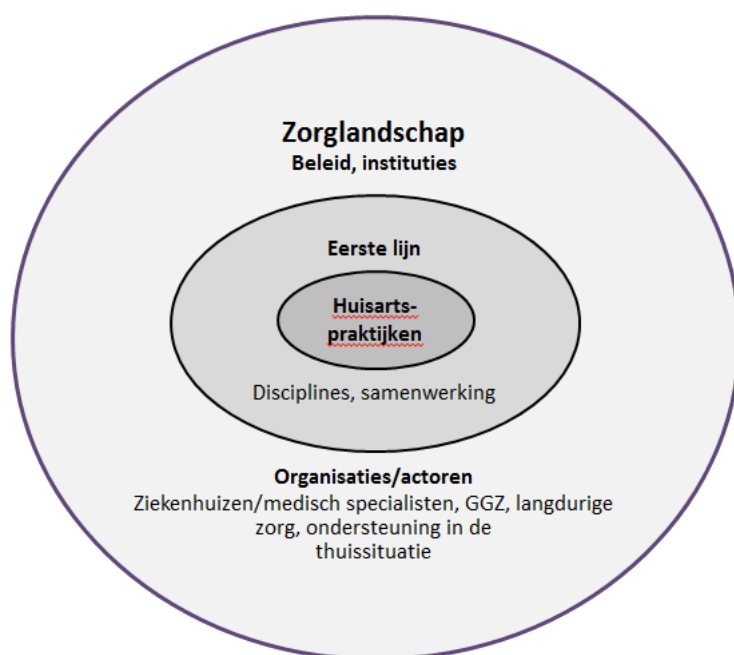 Zorglandschap
Beleid, instituties
Eerste lijn
Huisarts-
praktijken
Disciplines, samenwerking
Organisaties/actoren
Ziekenhuizen/medisch specialisten, GGZ, langdurige
zorg, ondersteuning in de
thuissituatie